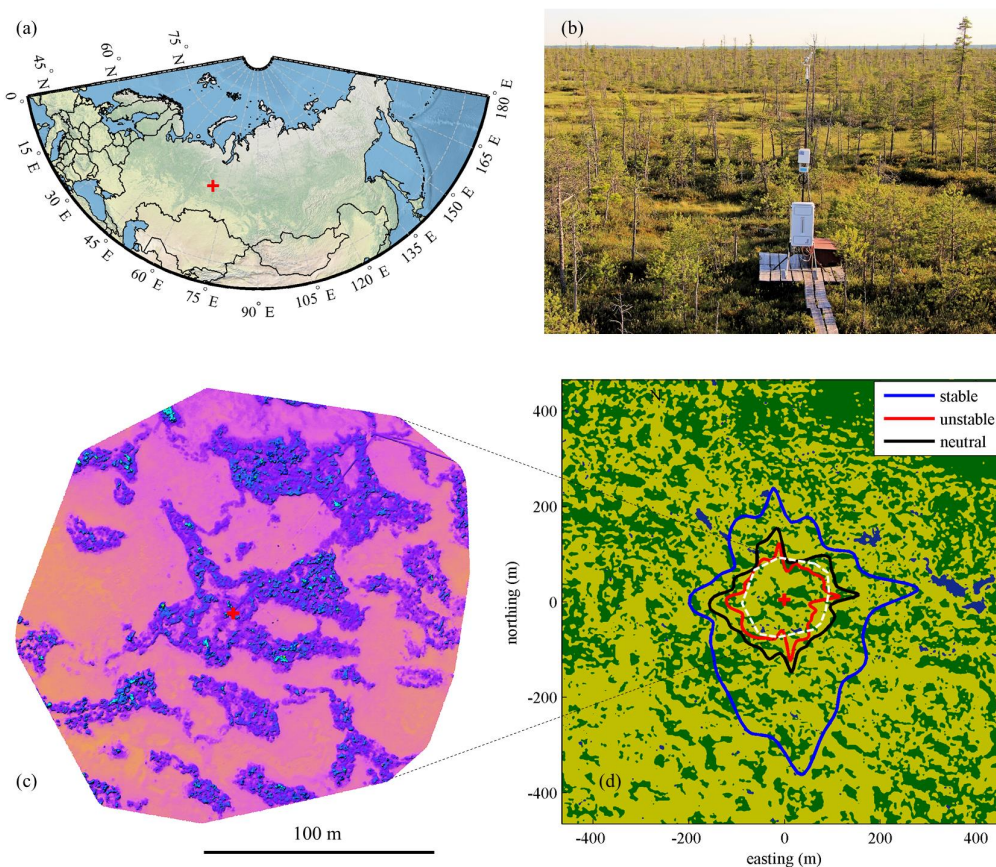 (a)
(b)
45° N
60° N
75° N
0°
15° E
30° E
45° E
60° E
75° E
90° E
105° E
120° E
135° E
150° E
165° E
180° E
(c)
100 m
stable
unstable
neutral
N
400
200
0
-200
-400
northing (m)
-400
-200
0
200
400
easting (m)
(d)